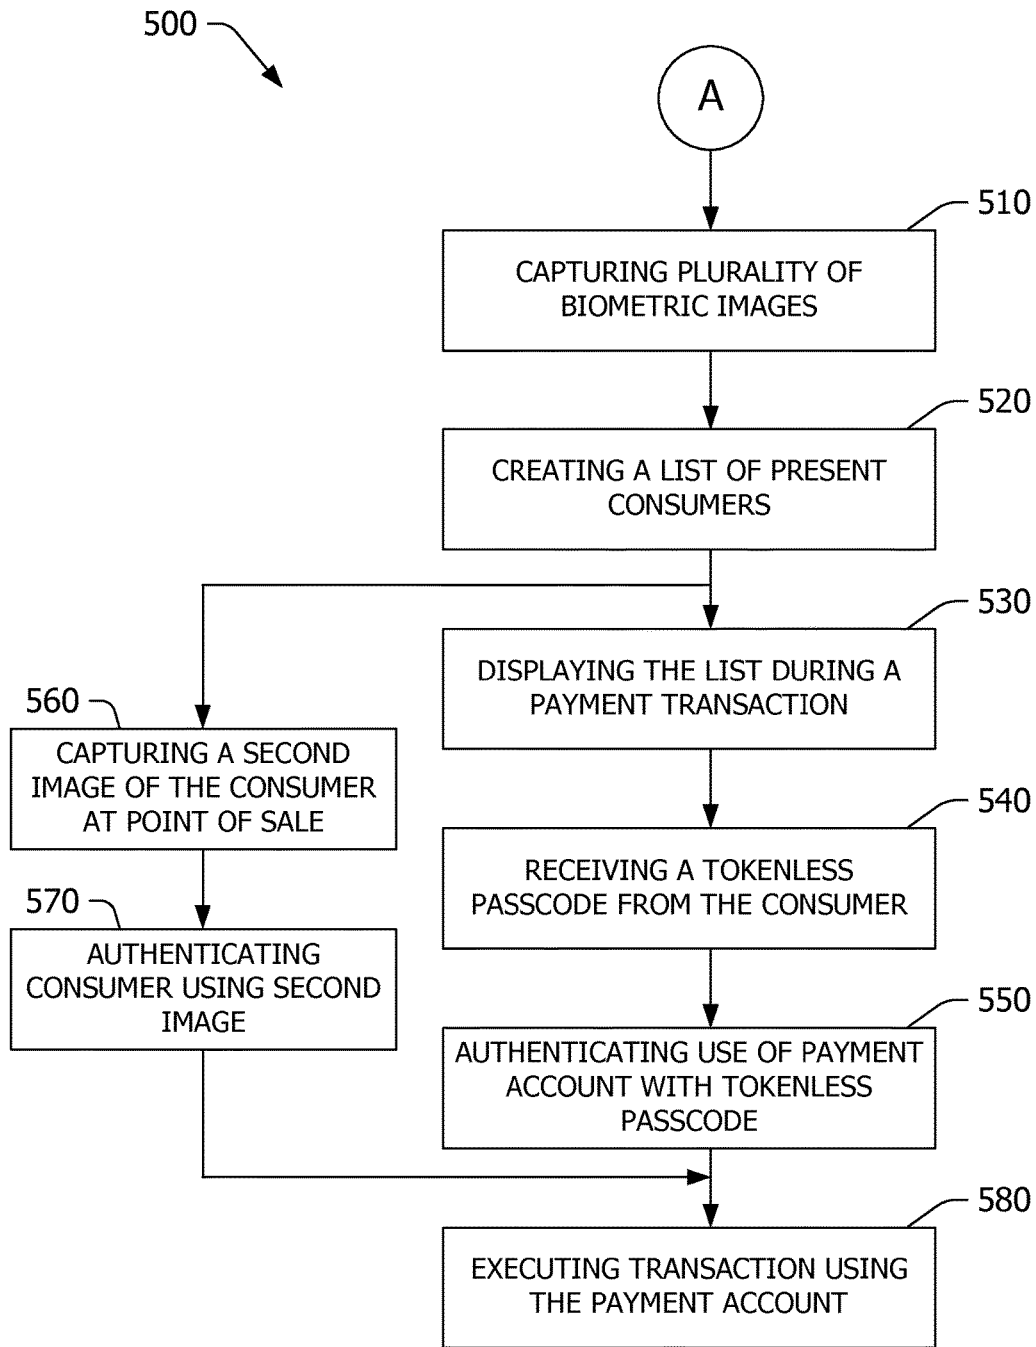 500
A
510
CAPTURING PLURALITY OF
BIOMETRIC IMAGES
520
CREATING A LIST OF PRESENT
CONSUMERS
530
DISPLAYING THE LIST DURING A
PAYMENT TRANSACTION
560
CAPTURING A SECOND
IMAGE OF THE CONSUMER
AT POINT OF SALE
540
RECEIVING A TOKENLESS
PASSCODE FROM THE CONSUMER
570
AUTHENTICATING
CONSUMER USING SECOND
IMAGE
550
AUTHENTICATING USE OF PAYMENT
ACCOUNT WITH TOKENLESS
PASSCODE
580
EXECUTING TRANSACTION USING
THE PAYMENT ACCOUNT